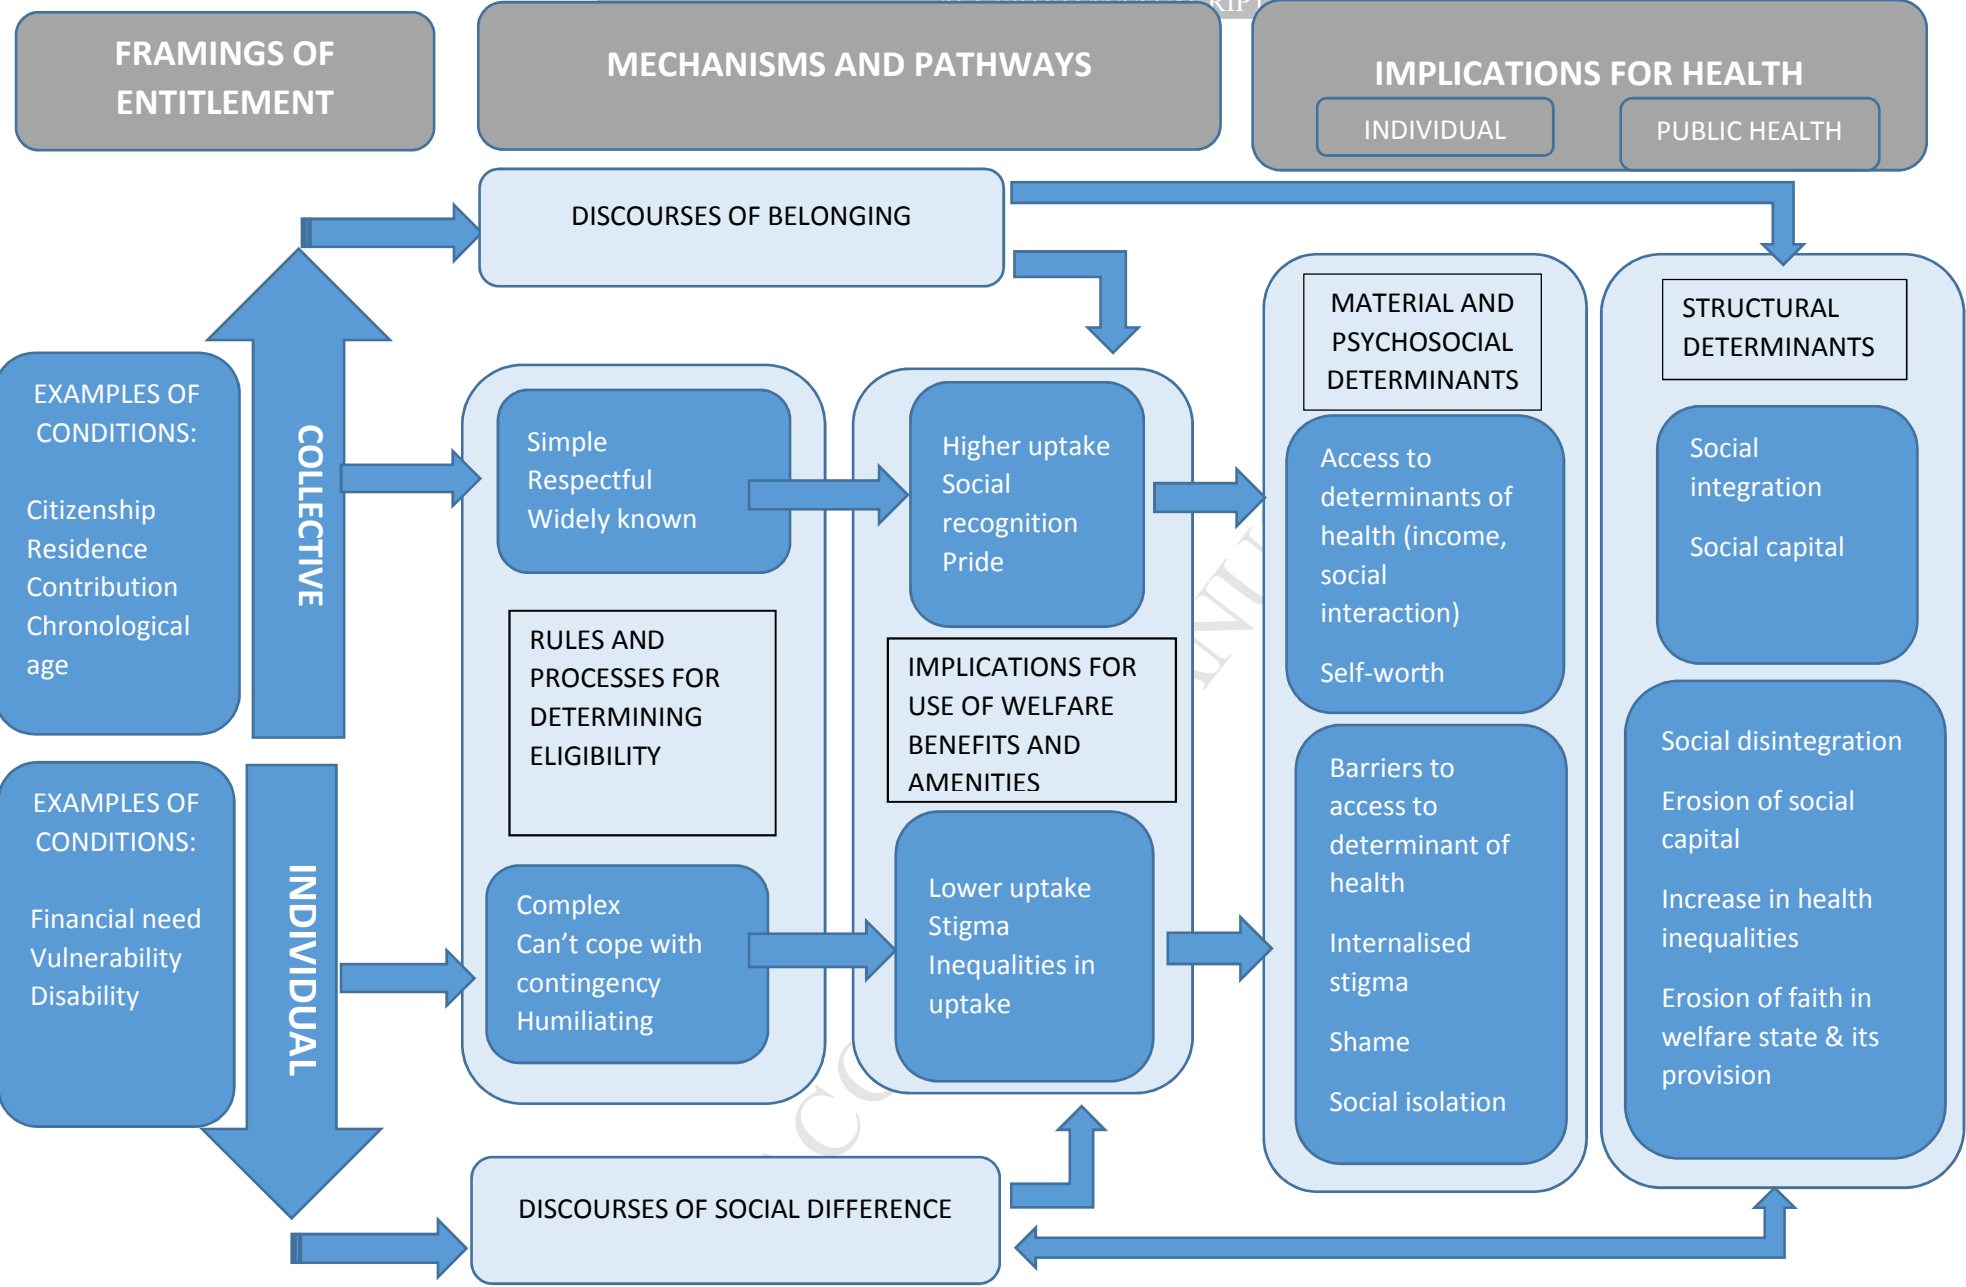 FRAMINGS OF
ENTITLEMENT
MECHANISMS AND PATHWAYS
IMPLICATIONS FOR HEALTH
INDIVIDUAL
PUBLIC HEALTH
DISCOURSES OF BELONGING
EXAMPLES OF
CONDITIONS:
Citizenship
Residence
Contribution
Chronological
age
COLLECTIVE
EXAMPLES OF
CONDITIONS:
Financial need
Vulnerability
Disability
INDIVIDUAL
Simple
Respectful
Widely known
RULES AND
PROCESSES FOR
DETERMINING
ELIGIBILITY
Complex
Can't cope with
contingency
Humiliating
Higher uptake
Social
recognition
Pride
IMPLICATIONS FOR
USE OF WELFARE
BENEFITS AND
AMENITIES
Lower uptake
Stigma
Inequalities in
uptake
MATERIAL AND
PSYCHOSOCIAL
DETERMINANTS
Access to
determinants of
health (income,
social
interaction)
Self-worth
Barriers to
access to
determinant of
health
Internalised
stigma
Shame
Social isolation
STRUCTURAL
DETERMINANTS
Social
integration
Social capital
Social disintegration
Erosion of social
capital
Increase in health
inequalities
Erosion of faith in
welfare state & its
provision
DISCOURSES OF SOCIAL DIFFERENCE